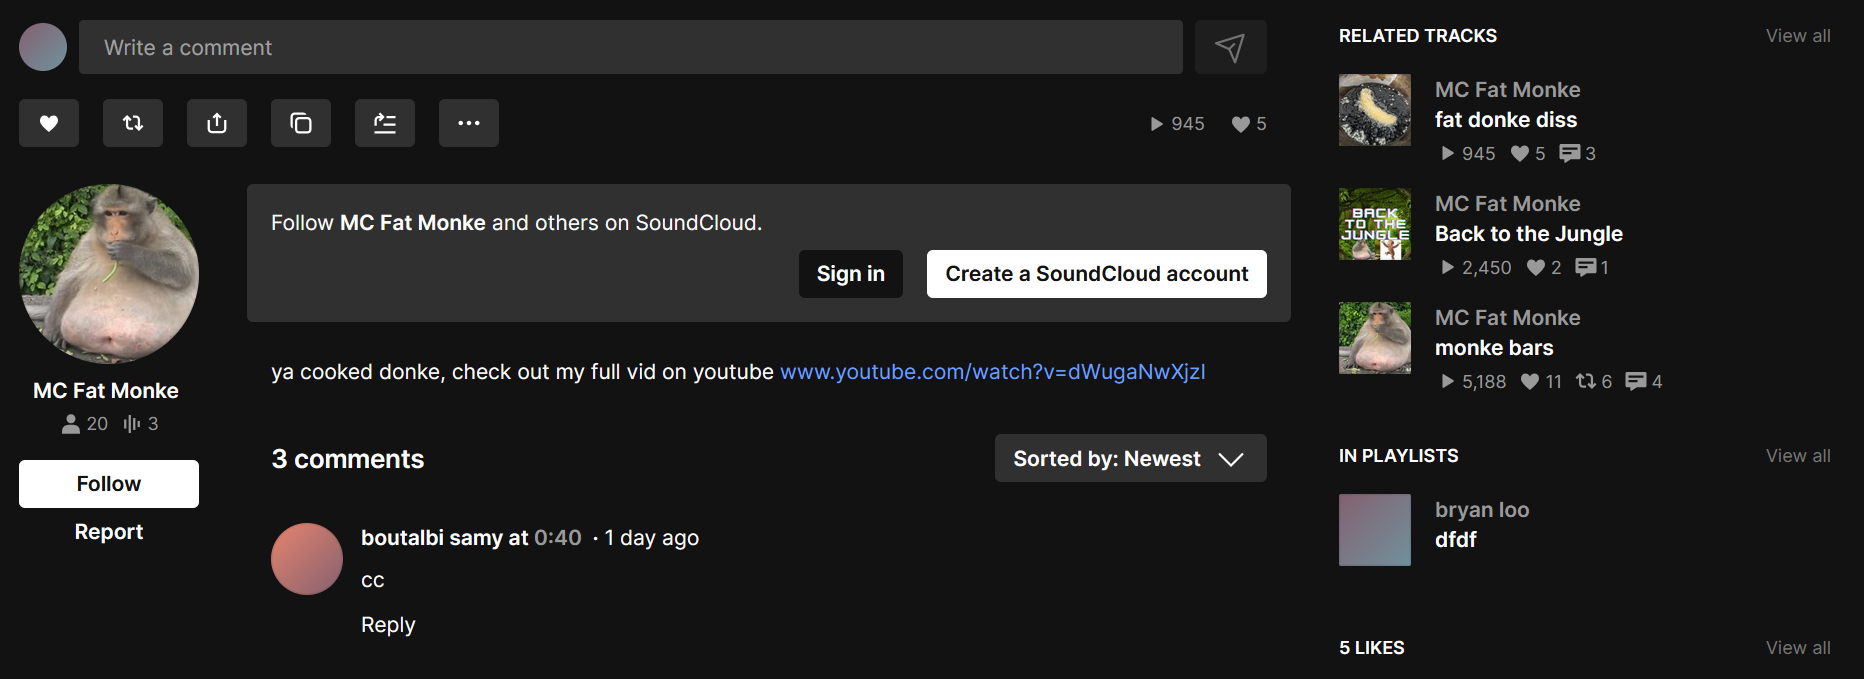 Write a comment
945 5
Follow MC Fat Monke and others on SoundCloud.
Sign in
Create a SoundCloud account
MC Fat Monke
20 3
Follow
Report
ya cooked donke, check out my full vid on youtube www.youtube.com/watch?v=dWugaNwXjzI
3 comments
Sorted by: Newest
boutalbi samy at 0:40 · 1 day ago
cc
Reply
RELATED TRACKS
View all
MC Fat Monke
fat donke diss
945 5 3
BACK
TO THE
JUNGLE
MC Fat Monke
Back to the Jungle
2,450 2 1
MC Fat Monke
monke bars
5,188 11 6 4
IN PLAYLISTS
View all
bryan loo
dfdf
5 LIKES
View all